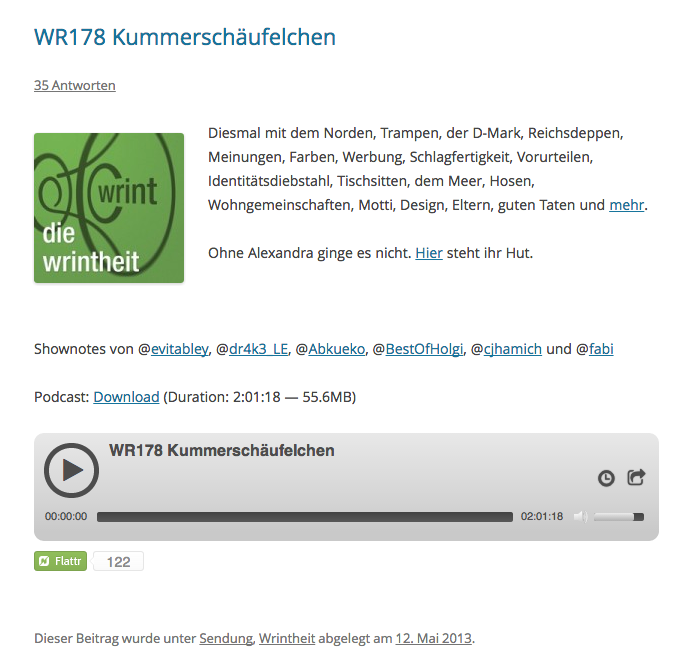 WR178 Kummerschäufelchen
35 Antworten
wrint
die
wrintheit
Diesmal mit dem Norden, Trampen, der D-Mark, Reichsdeppen,
Meinungen, Farben, Werbung, Schlagfertigkeit, Vorurteilen,
Identitätsdiebstahl, Tischsitten, dem Meer, Hosen,
Wohngemeinschaften, Motti, Design, Eltern, guten Taten und mehr.
Ohne Alexandra ginge es nicht. Hier steht ihr Hut.
Shownotes von @evitabley, @dr4k3_LE, @Abkueko, @BestOfHolgi, @cjhamich und @fabi
Podcast: Download (Duration: 2:01:18 — 55.6MB)
WR178 Kummerschäufelchen
00:00:00 02:01:18
Flattr 122
Dieser Beitrag wurde unter Sendung, Wrintheit abgelegt am 12. Mai 2013.